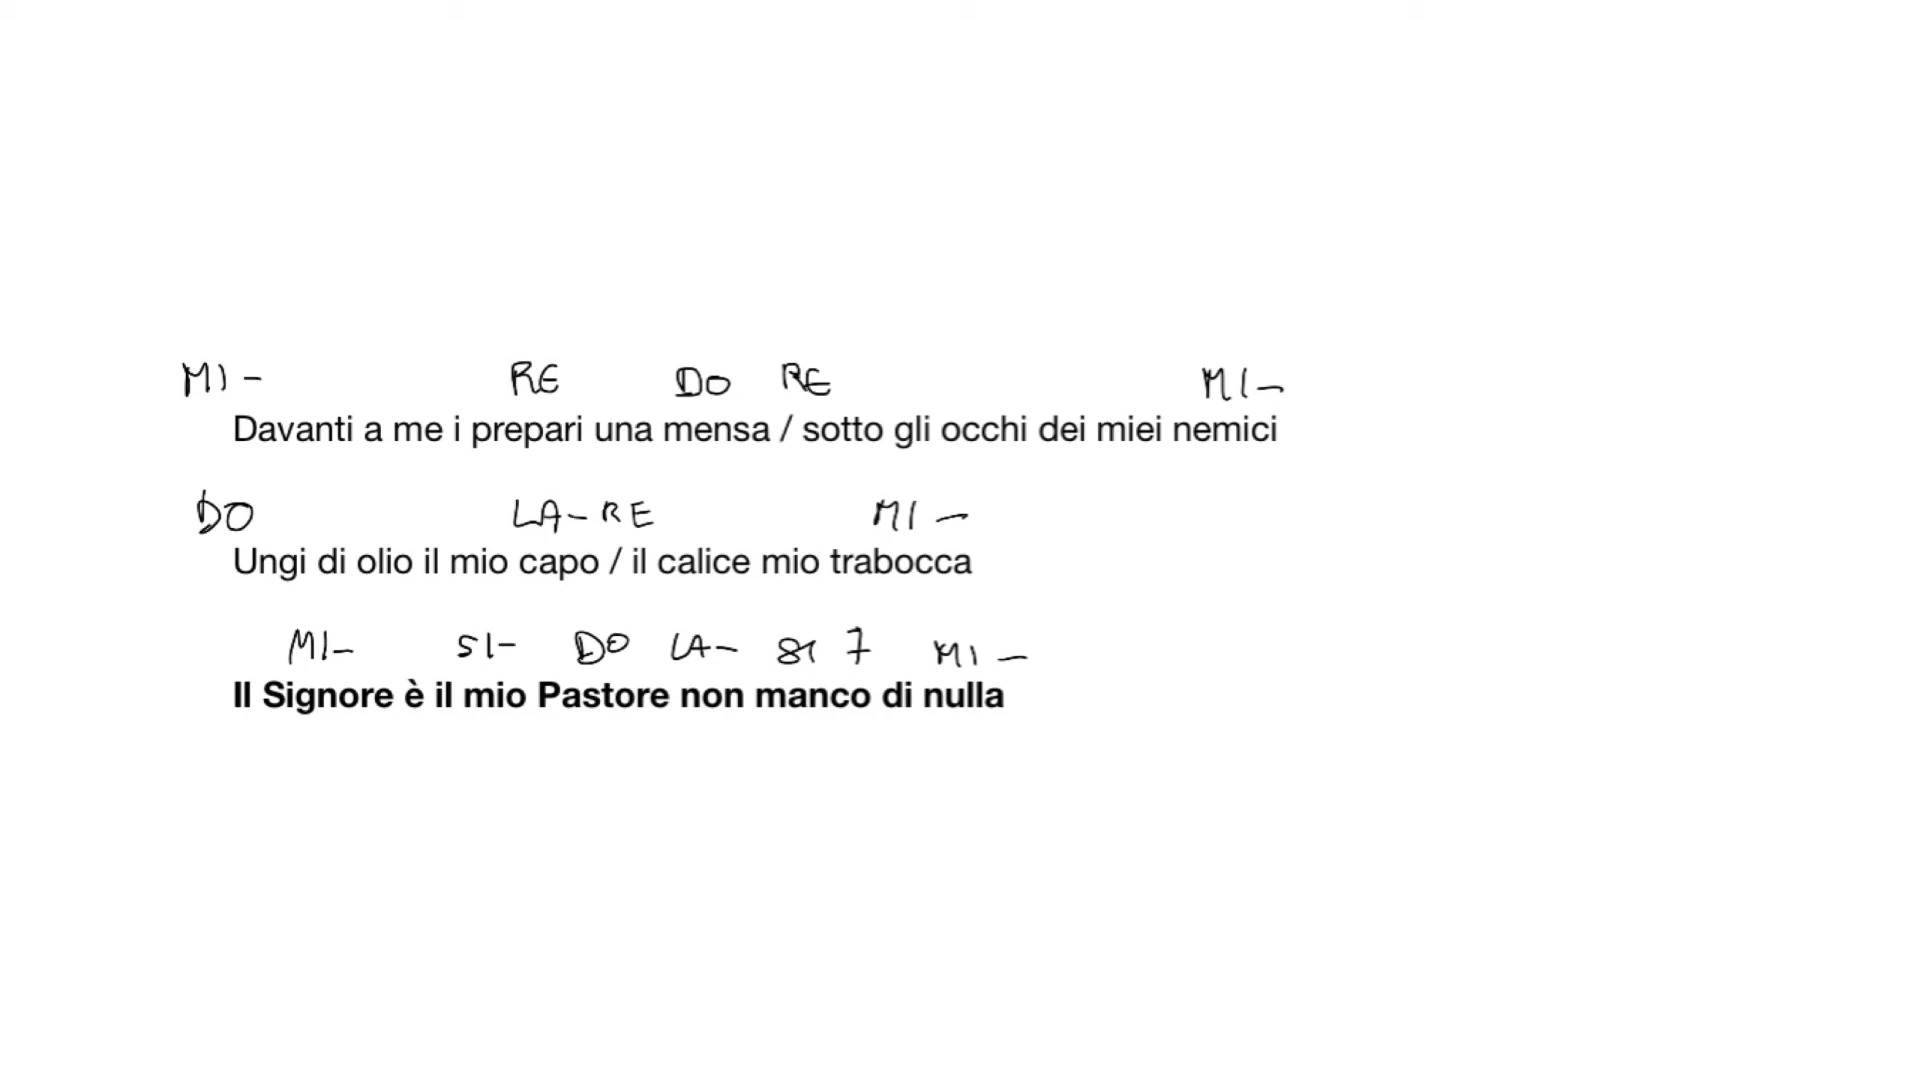 MI- RE DO RE MI-
Davanti a me i prepari una mensa / sotto gli occhi dei miei nemici
DO LA- RE MI-
Ungi di olio il mio capo / il calice mio trabocca
MI- SI- DO LA- SI 7 MI-
Il Signore è il mio Pastore non manco di nulla